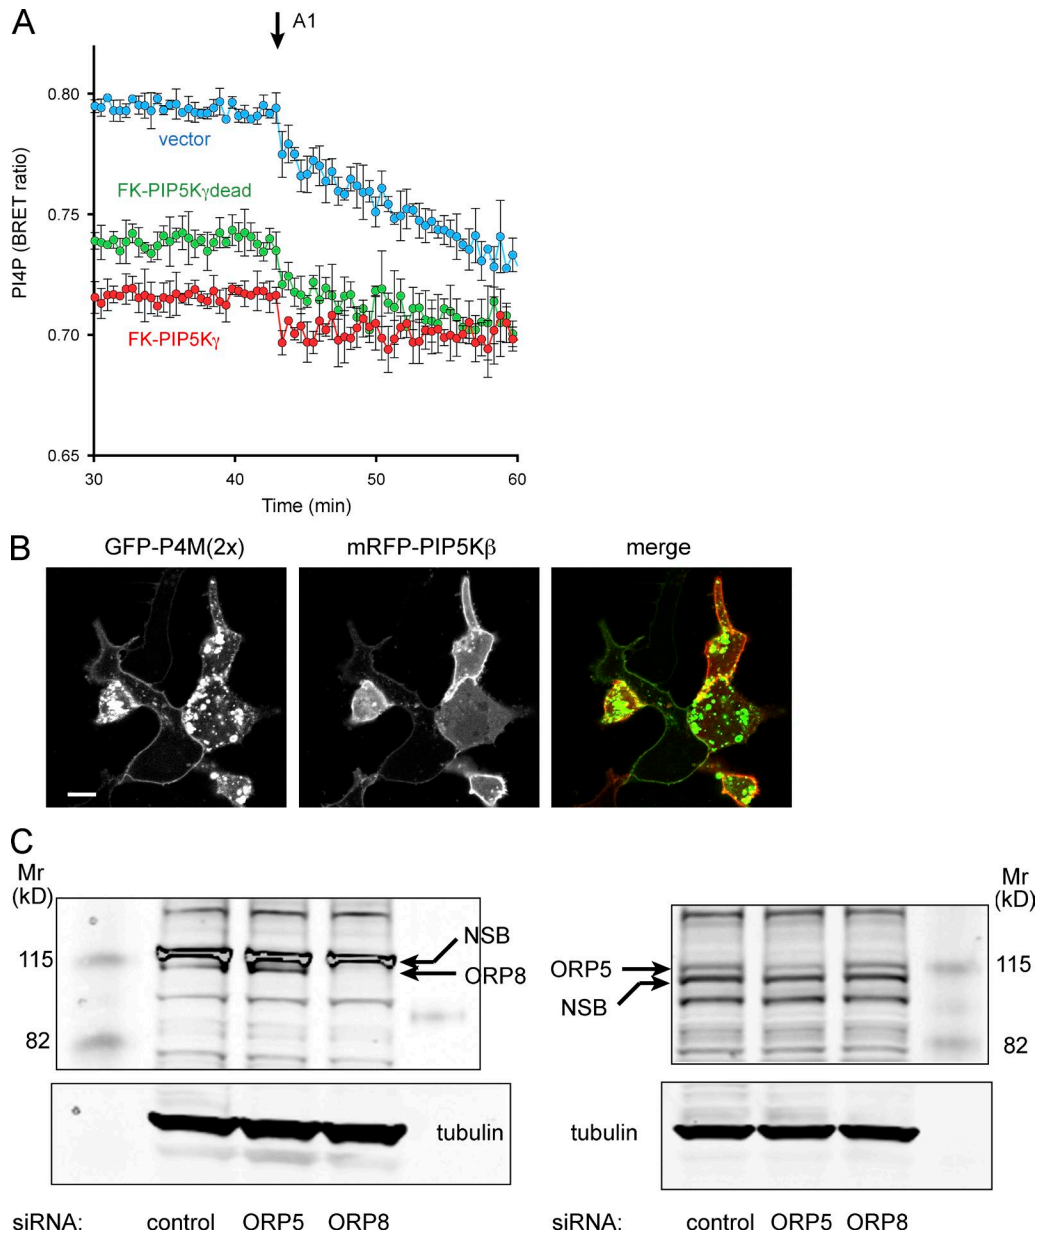 A
A1
0.80
vector
FK-PIP5Kγdead
0.75
PI4P (BRET ratio)
0.70
FK-PIP5Kγ
0.65
30
40
50
60
Time (min)
B
GFP-P4M(2x)
mRFP-PIP5Kβ
merge
C
Mr
(kD)
115
82
NSB
ORP8
tubulin
Mr
(kD)
ORP5
NSB
115
82
tubulin
siRNA: control ORP5 ORP8
siRNA: control ORP5 ORP8